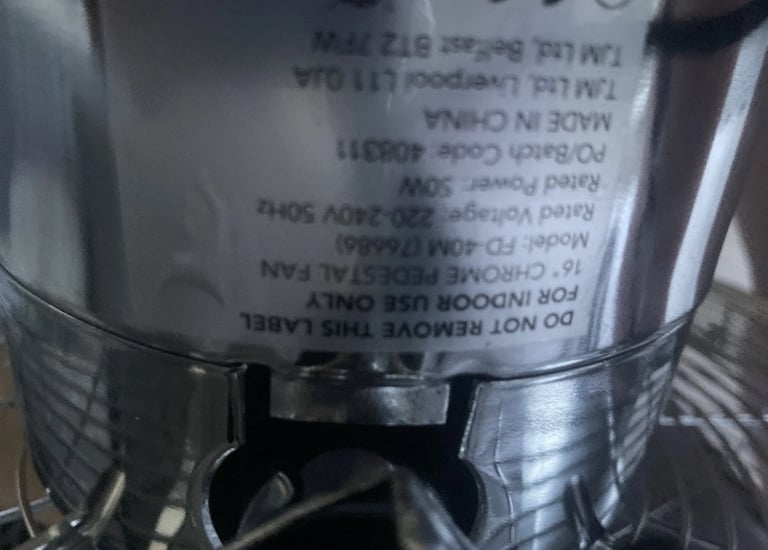 DO NOT REMOVE THIS LABEL
FOR INDOOR USE ONLY
16" CHROME PEDESTAL FAN
Model: FD-40M (76686)
Rated Voltage: 220-240V 50Hz
Rated Power: 50W
PO/Batch Code: 408311
MADE IN CHINA
TJM Ltd, Liverpool L11 0JA
TJM Ltd, Belfast BT2 7FW